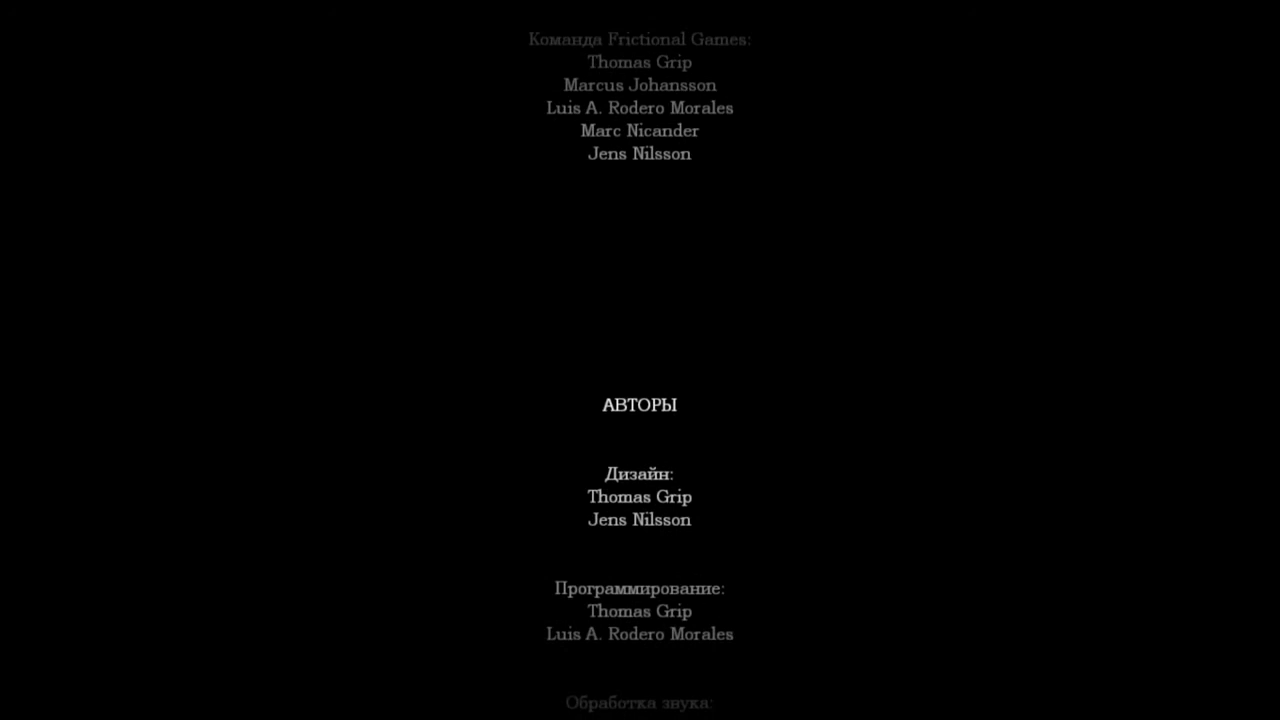 Команда Frictional Games:
Thomas Grip
Marcus Johansson
Luis A. Rodero Morales
Marc Nicander
Jens Nilsson
АВТОРЫ
Дизайн:
Thomas Grip
Jens Nilsson
Программирование:
Thomas Grip
Luis A. Rodero Morales
Обработка звука: